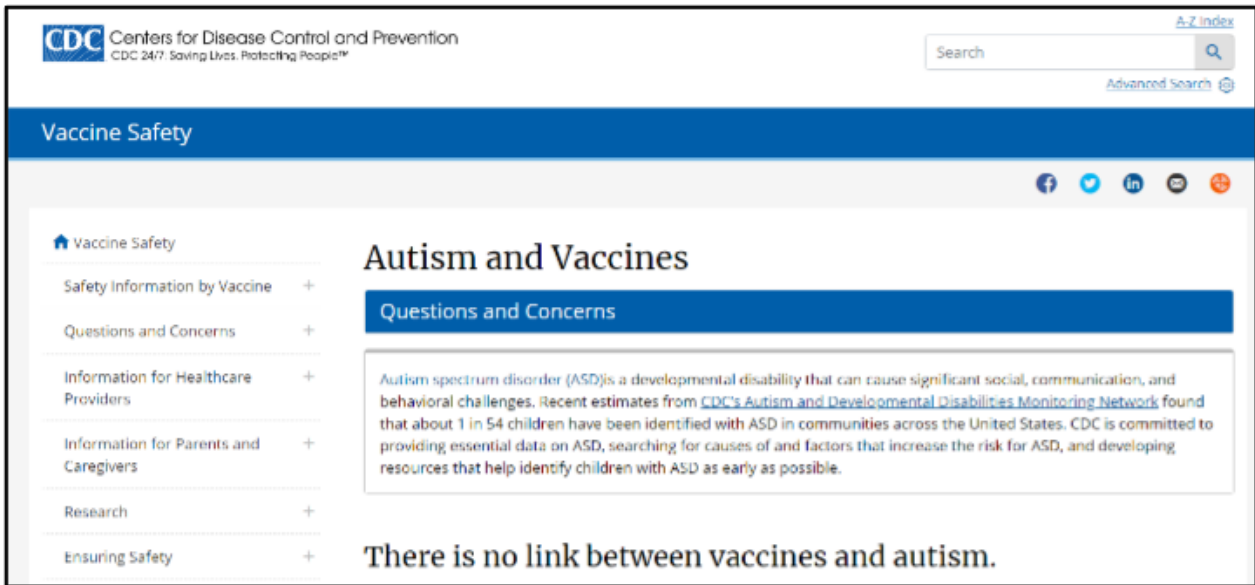 CDC Centers for Disease Control and Prevention
CDC 24/7: Saving Lives. Protecting People™
A-Z Index
Search
Advanced Search
Vaccine Safety
Vaccine Safety
Safety Information by Vaccine
Questions and Concerns
Information for Healthcare
Providers
Information for Parents and
Caregivers
Research
Ensuring Safety
Autism and Vaccines
Questions and Concerns
Autism spectrum disorder (ASD)is a developmental disability that can cause significant social, communication, and
behavioral challenges. Recent estimates from CDC's Autism and Developmental Disabilities Monitoring Network found
that about 1 in 54 children have been identified with ASD in communities across the United States. CDC is committed to
providing essential data on ASD, searching for causes of and factors that increase the risk for ASD, and developing
resources that help identify children with ASD as early as possible.
There is no link between vaccines and autism.